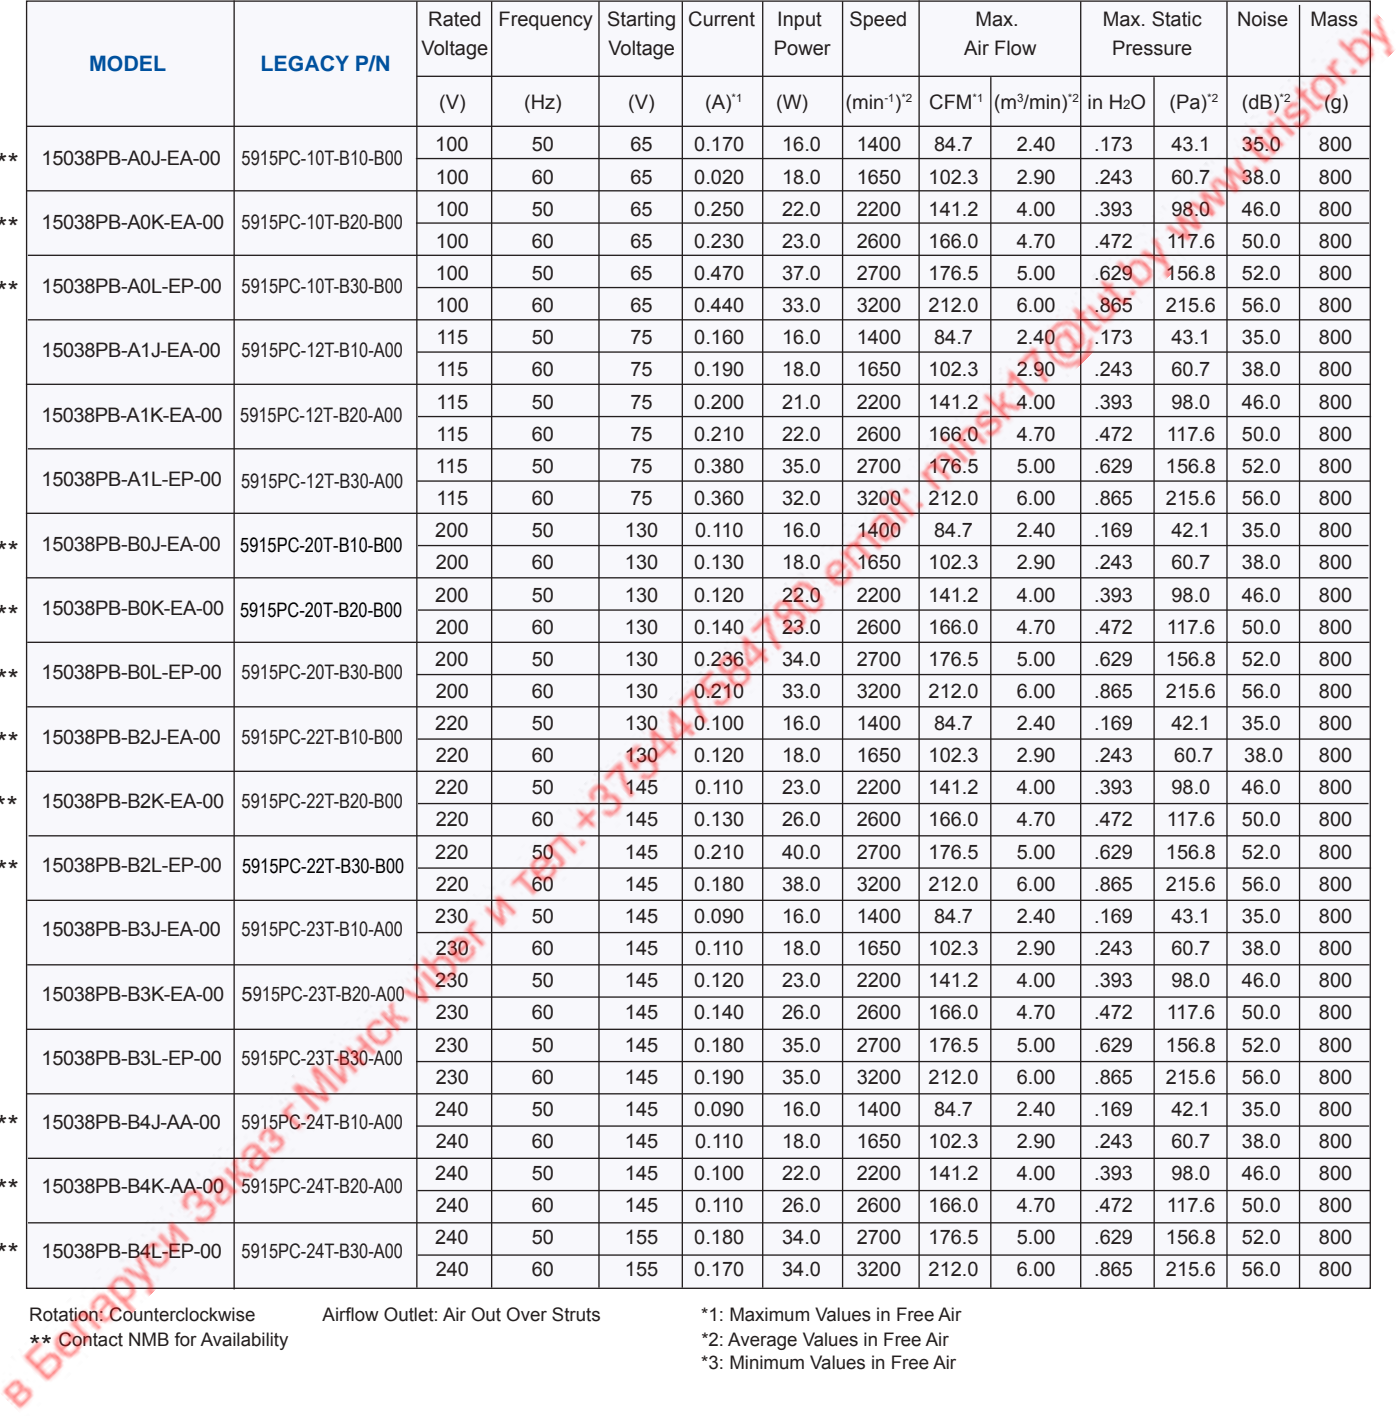 MODEL LEGACY P/N Rated Voltage Frequency Starting Voltage Current Input Power Speed Max. Air Flow Max. Static Pressure Noise Mass
(V) (Hz) (V) (A)*1 (W) (min-1)*2 CFM*1 (m3/min)*2 in H2O (Pa)*2 (dB)*2 (g)
** 15038PB-A0J-EA-00 5915PC-10T-B10-B00 100 50 65 0.170 16.0 1400 84.7 2.40 .173 43.1 35.0 800
100 60 65 0.020 18.0 1650 102.3 2.90 .243 60.7 38.0 800
** 15038PB-A0K-EA-00 5915PC-10T-B20-B00 100 50 65 0.250 22.0 2200 141.2 4.00 .393 98.0 46.0 800
100 60 65 0.230 23.0 2600 166.0 4.70 .472 117.6 50.0 800
** 15038PB-A0L-EP-00 5915PC-10T-B30-B00 100 50 65 0.470 37.0 2700 176.5 5.00 .629 156.8 52.0 800
100 60 65 0.440 33.0 3200 212.0 6.00 .865 215.6 56.0 800
15038PB-A1J-EA-00 5915PC-12T-B10-A00 115 50 75 0.160 16.0 1400 84.7 2.40 .173 43.1 35.0 800
115 60 75 0.190 18.0 1650 102.3 2.90 .243 60.7 38.0 800
15038PB-A1K-EA-00 5915PC-12T-B20-A00 115 50 75 0.200 21.0 2200 141.2 4.00 .393 98.0 46.0 800
115 60 75 0.210 22.0 2600 166.0 4.70 .472 117.6 50.0 800
15038PB-A1L-EP-00 5915PC-12T-B30-A00 115 50 75 0.380 35.0 2700 176.5 5.00 .629 156.8 52.0 800
115 60 75 0.360 32.0 3200 212.0 6.00 .865 215.6 56.0 800
** 15038PB-B0J-EA-00 5915PC-20T-B10-B00 200 50 130 0.110 16.0 1400 84.7 2.40 .169 42.1 35.0 800
200 60 130 0.130 18.0 1650 102.3 2.90 .243 60.7 38.0 800
** 15038PB-B0K-EA-00 5915PC-20T-B20-B00 200 50 130 0.120 22.0 2200 141.2 4.00 .393 98.0 46.0 800
200 60 130 0.140 23.0 2600 166.0 4.70 .472 117.6 50.0 800
** 15038PB-B0L-EP-00 5915PC-20T-B30-B00 200 50 130 0.236 34.0 2700 176.5 5.00 .629 156.8 52.0 800
200 60 130 0.210 33.0 3200 212.0 6.00 .865 215.6 56.0 800
** 15038PB-B2J-EA-00 5915PC-22T-B10-B00 220 50 130 0.100 16.0 1400 84.7 2.40 .169 42.1 35.0 800
220 60 130 0.120 18.0 1650 102.3 2.90 .243 60.7 38.0 800
** 15038PB-B2K-EA-00 5915PC-22T-B20-B00 220 50 145 0.110 23.0 2200 141.2 4.00 .393 98.0 46.0 800
220 60 145 0.130 26.0 2600 166.0 4.70 .472 117.6 50.0 800
** 15038PB-B2L-EP-00 5915PC-22T-B30-B00 220 50 145 0.210 40.0 2700 176.5 5.00 .629 156.8 52.0 800
220 60 145 0.180 38.0 3200 212.0 6.00 .865 215.6 56.0 800
15038PB-B3J-EA-00 5915PC-23T-B10-A00 230 50 145 0.090 16.0 1400 84.7 2.40 .169 43.1 35.0 800
230 60 145 0.110 18.0 1650 102.3 2.90 .243 60.7 38.0 800
15038PB-B3K-EA-00 5915PC-23T-B20-A00 230 50 145 0.120 23.0 2200 141.2 4.00 .393 98.0 46.0 800
230 60 145 0.140 26.0 2600 166.0 4.70 .472 117.6 50.0 800
15038PB-B3L-EP-00 5915PC-23T-B30-A00 230 50 145 0.180 35.0 2700 176.5 5.00 .629 156.8 52.0 800
230 60 145 0.190 35.0 3200 212.0 6.00 .865 215.6 56.0 800
** 15038PB-B4J-AA-00 5915PC-24T-B10-A00 240 50 145 0.090 16.0 1400 84.7 2.40 .169 42.1 35.0 800
240 60 145 0.110 18.0 1650 102.3 2.90 .243 60.7 38.0 800
** 15038PB-B4K-AA-00 5915PC-24T-B20-A00 240 50 145 0.100 22.0 2200 141.2 4.00 .393 98.0 46.0 800
240 60 145 0.110 26.0 2600 166.0 4.70 .472 117.6 50.0 800
** 15038PB-B4L-EP-00 5915PC-24T-B30-A00 240 50 155 0.180 34.0 2700 176.5 5.00 .629 156.8 52.0 800
240 60 155 0.170 34.0 3200 212.0 6.00 .865 215.6 56.0 800
Rotation: Counterclockwise Airflow Outlet: Air Out Over Struts *1: Maximum Values in Free Air
** Contact NMB for Availability *2: Average Values in Free Air
*3: Minimum Values in Free Air
в Беларуси Заказ г.Минск viber и тел.+375447584780 email: minsk17@tut.by www.tiristor.by